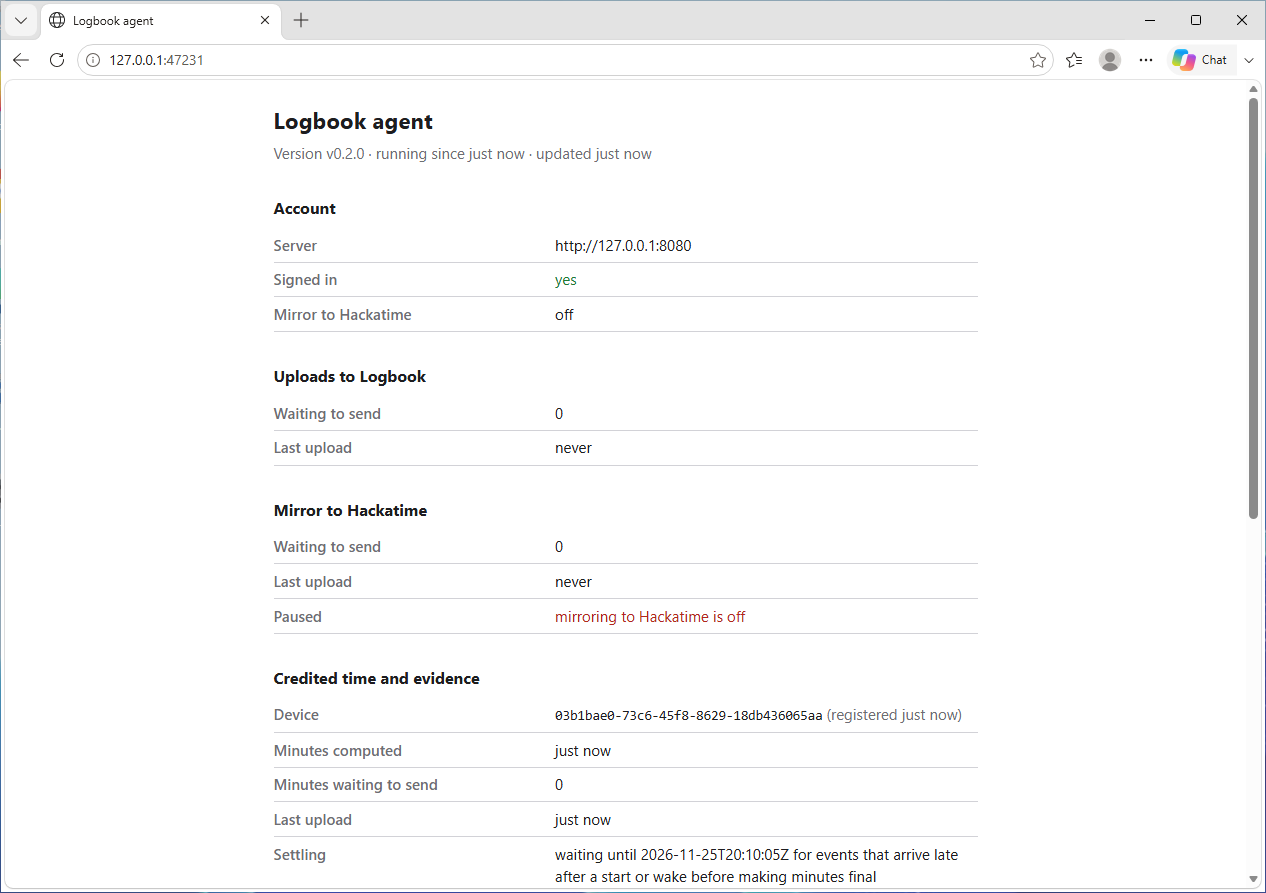 Logbook agent
127.0.0.1:47231
Chat
Logbook agent
Version v0.2.0 · running since just now · updated just now
Account
Server http://127.0.0.1:8080
Signed in yes
Mirror to Hackatime off
Uploads to Logbook
Waiting to send 0
Last upload never
Mirror to Hackatime
Waiting to send 0
Last upload never
Paused mirroring to Hackatime is off
Credited time and evidence
Device 03b1bae0-73c6-45f8-8629-18db436065aa (registered just now)
Minutes computed just now
Minutes waiting to send 0
Last upload just now
Settling waiting until 2026-11-25T20:10:05Z for events that arrive late
after a start or wake before making minutes final